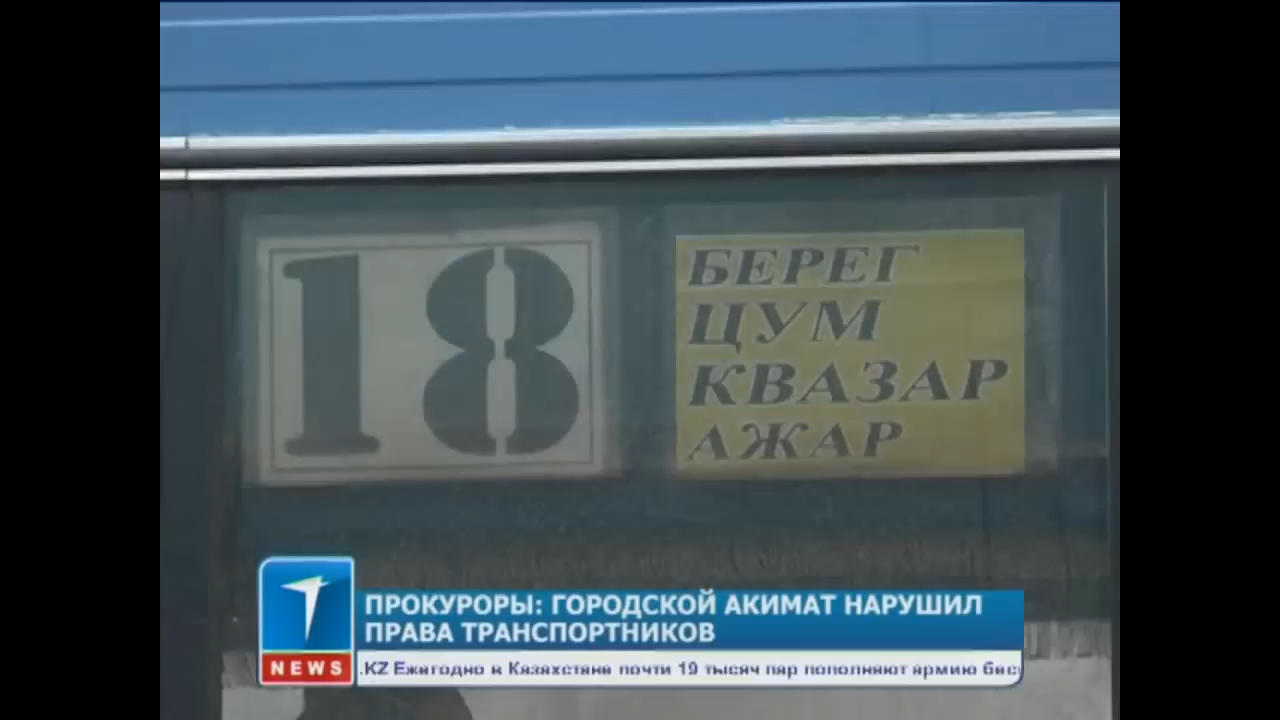 18
БЕРЕГ
ЦУМ
КВАЗАР
АЖАР
ПРОКУРОРЫ: ГОРОДСКОЙ АКИМАТ НАРУШИЛ
ПРАВА ТРАНСПОРТНИКОВ
NEWS
.KZ Ежегодно в Казахстане почти 19 тысяч пар пополняют армию